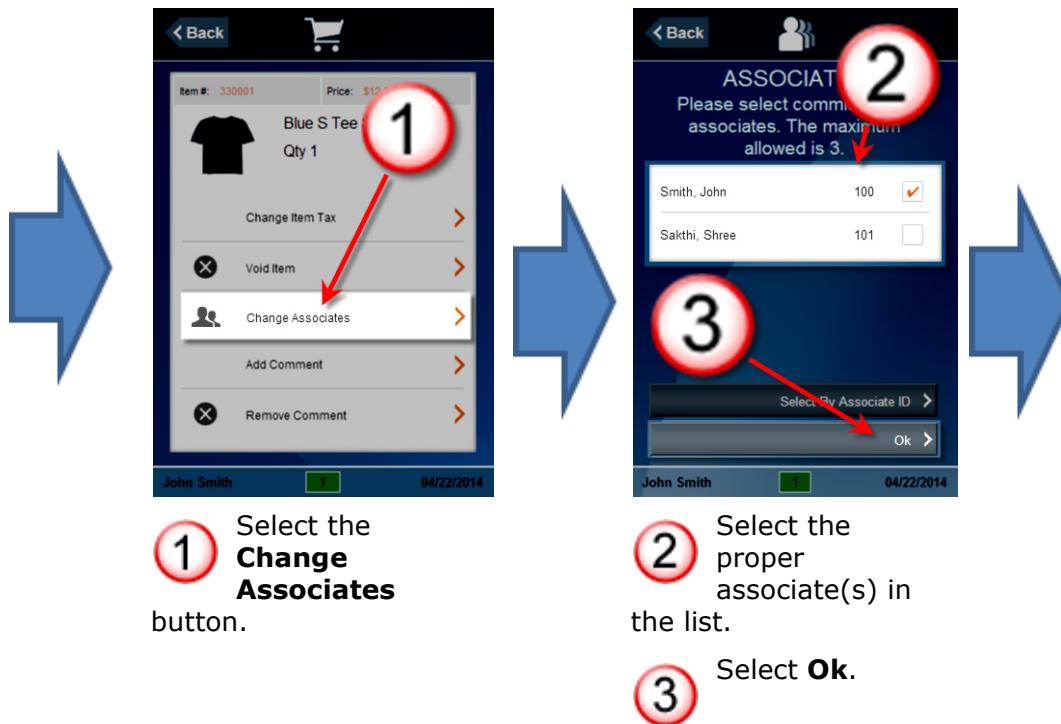 Back
Item #: 330001 Price: $12
Blue S Tee
Qty 1
1
Change Item Tax
Void Item
Change Associates
Add Comment
Remove Comment
John Smith 1 04/22/2014
1 Select the
Change
Associates
button.
Back
2
Please select
associates. The maximum
allowed is 3.
Smith, John 100
Sakthi, Shree 101
3
Select By Associate ID
Ok
John Smith 1 04/22/2014
2 Select the
proper
associate(s) in
the list.
3 Select Ok.